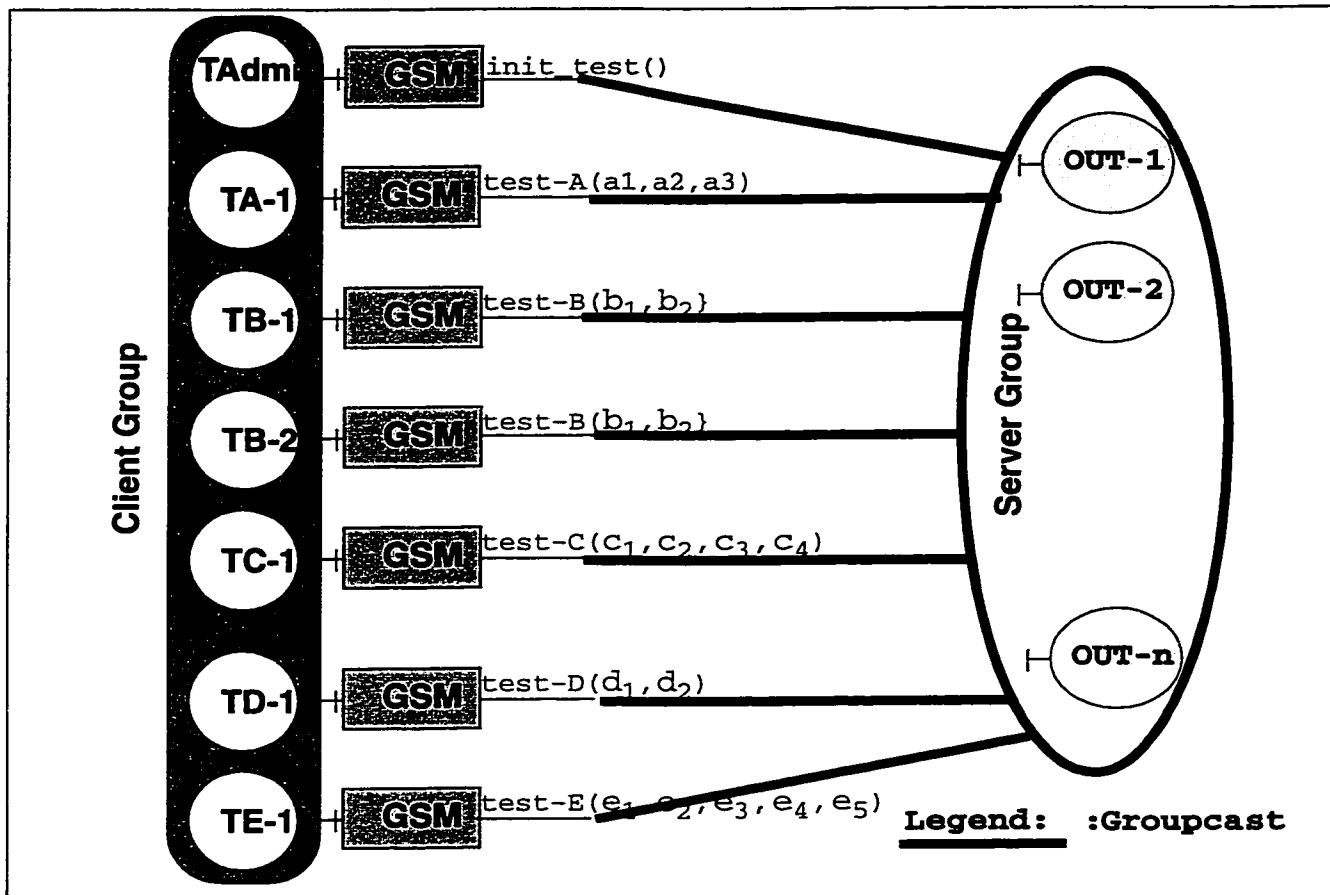 TAdmi GSM init_test()
OUT-1
TA-1 GSM test-A(a1,a2,a3)
OUT-2
TB-1 GSM test-B(b₁,b₂}
Client Group
Server Group
TB-2 GSM test-B(b₁,b₂}
TC-1 GSM test-C(c₁,c₂,c₃,c₄)
OUT-n
TD-1 GSM test-D(d₁,d₂)
TE-1 GSM test-E(e₁,e₂,e₃,e₄,e₅)
Legend: :Groupcast